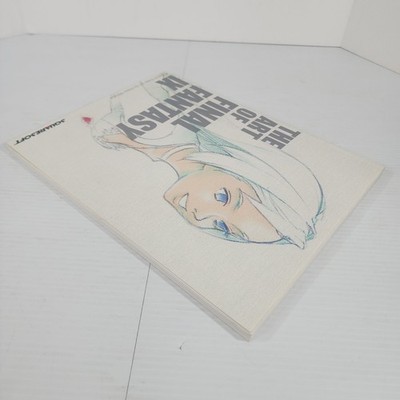 THE
ART
OF
FINAL
FANTASY
IX
SQUARESOFT